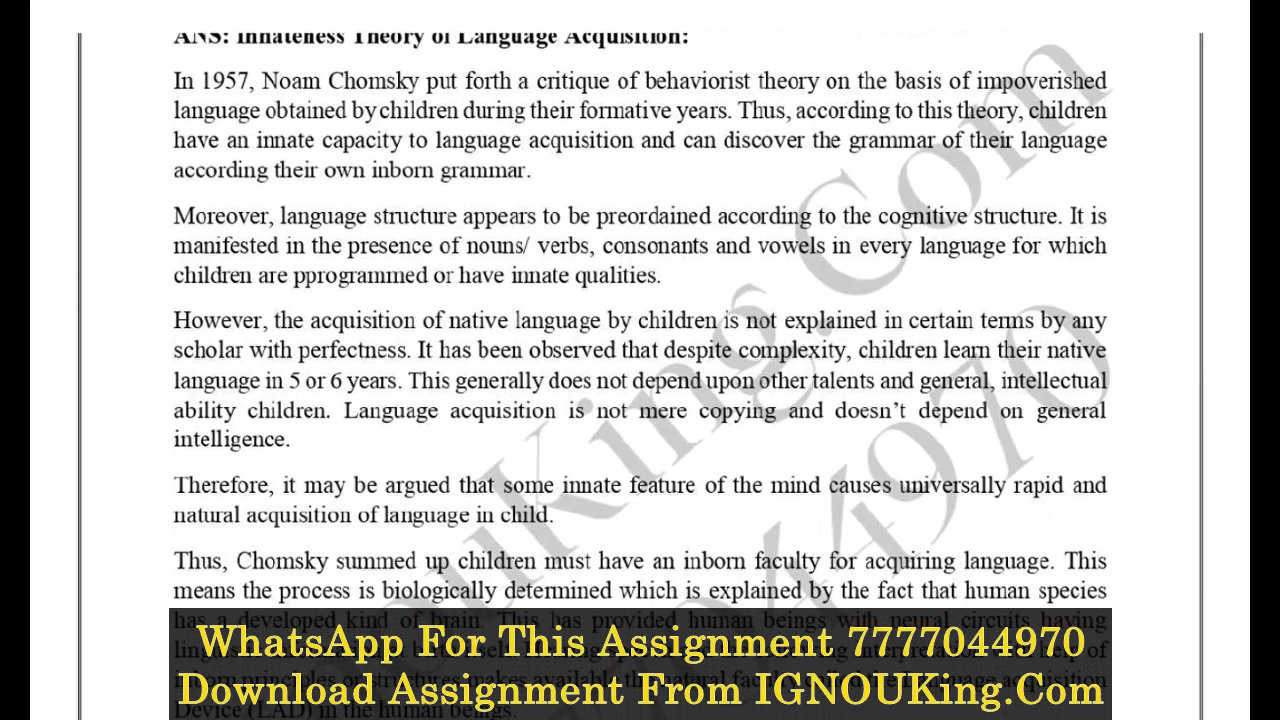 ANS: Innateness Theory of Language Acquisition:
In 1957, Noam Chomsky put forth a critique of behaviorist theory on the basis of impoverished
language obtained by children during their formative years. Thus, according to this theory, children
have an innate capacity to language acquisition and can discover the grammar of their language
according their own inborn grammar.
Moreover, language structure appears to be preordained according to the cognitive structure. It is
manifested in the presence of nouns/ verbs, consonants and vowels in every language for which
children are pprogrammed or have innate qualities.
However, the acquisition of native language by children is not explained in certain terms by any
scholar with perfectness. It has been observed that despite complexity, children learn their native
language in 5 or 6 years. This generally does not depend upon other talents and general, intellectual
ability children. Language acquisition is not mere copying and doesn't depend on general
intelligence.
Therefore, it may be argued that some innate feature of the mind causes universally rapid and
natural acquisition of language in child.
Thus, Chomsky summed up children must have an inborn faculty for acquiring language. This
means the process is biologically determined which is explained by the fact that human species
has a developed kind of brain. This has provided human beings with neural circuits having
WhatsApp For This Assignment 7777044970
Download Assignment From IGNOUKing.Com
Device (LAD) in the human beings.